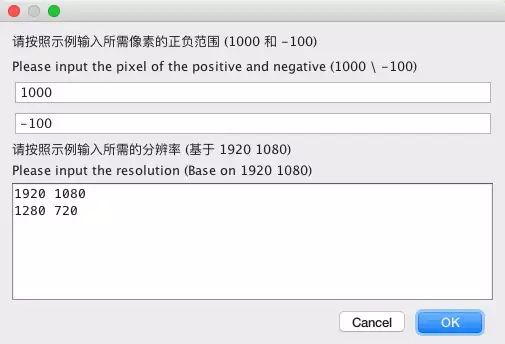 请按照示例输入所需像素的正负范围 (1000 和 -100)
Please input the pixel of the positive and negative (1000 \ -100)
1000
-100
请按照示例输入所需的分辨率 (基于 1920 1080)
Please input the resolution (Base on 1920 1080)
1920 1080
1280 720
Cancel OK